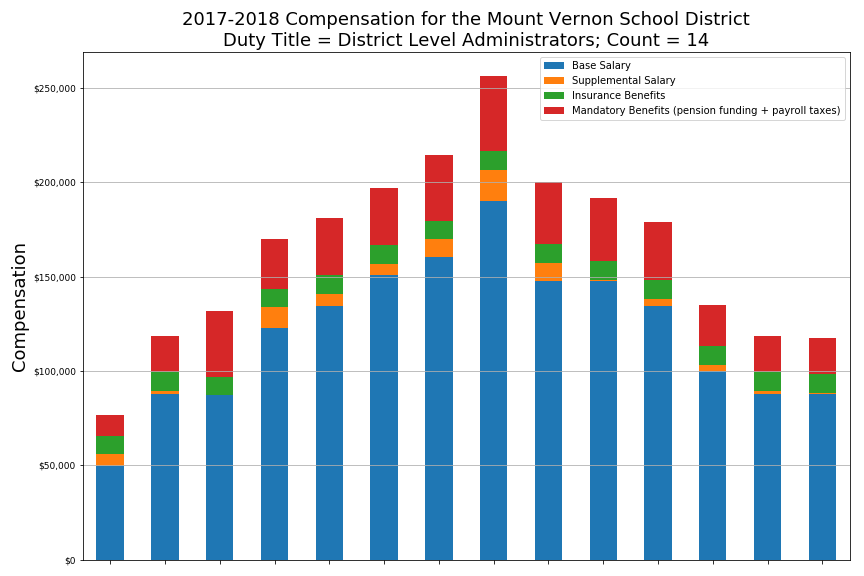 2017-2018 Compensation for the Mount Vernon School District
Duty Title = District Level Administrators; Count = 14
Base Salary
Supplemental Salary
Insurance Benefits
Mandatory Benefits (pension funding + payroll taxes)
Compensation
$250,000
$200,000
$150,000
$100,000
$50,000
$0